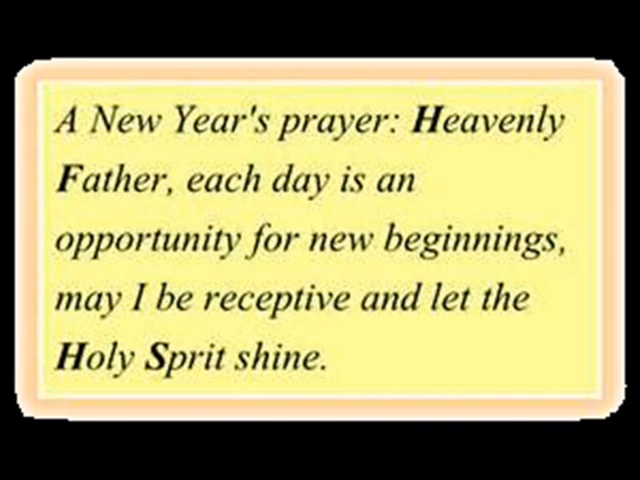 A New Year's prayer: Heavenly
Father, each day is an
opportunity for new beginnings,
may I be receptive and let the
Holy Sprit shine.